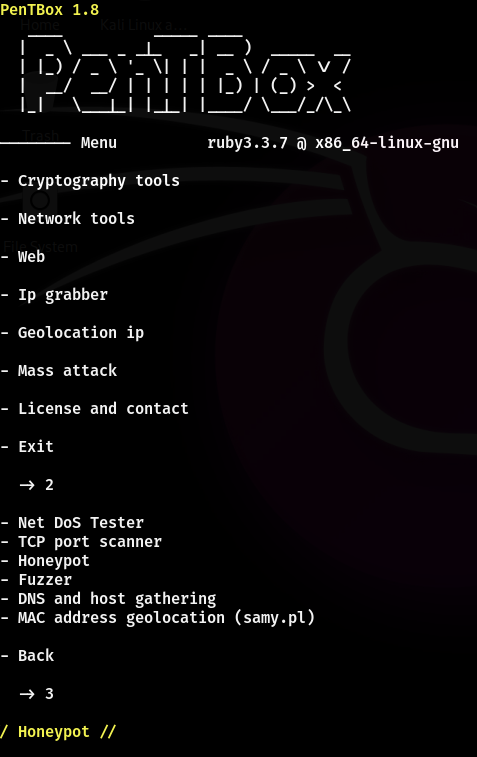 PenTBox 1.8
PenTBox
Menu ruby3.3.7 @ x86_64-linux-gnu
- Cryptography tools
- Network tools
- Web
- Ip grabber
- Geolocation ip
- Mass attack
- License and contact
- Exit
-> 2
- Net DoS Tester
- TCP port scanner
- Honeypot
- Fuzzer
- DNS and host gathering
- MAC address geolocation (samy.pl)
- Back
-> 3
/ Honeypot //
Home
Kali Linux a...
Trash
File System